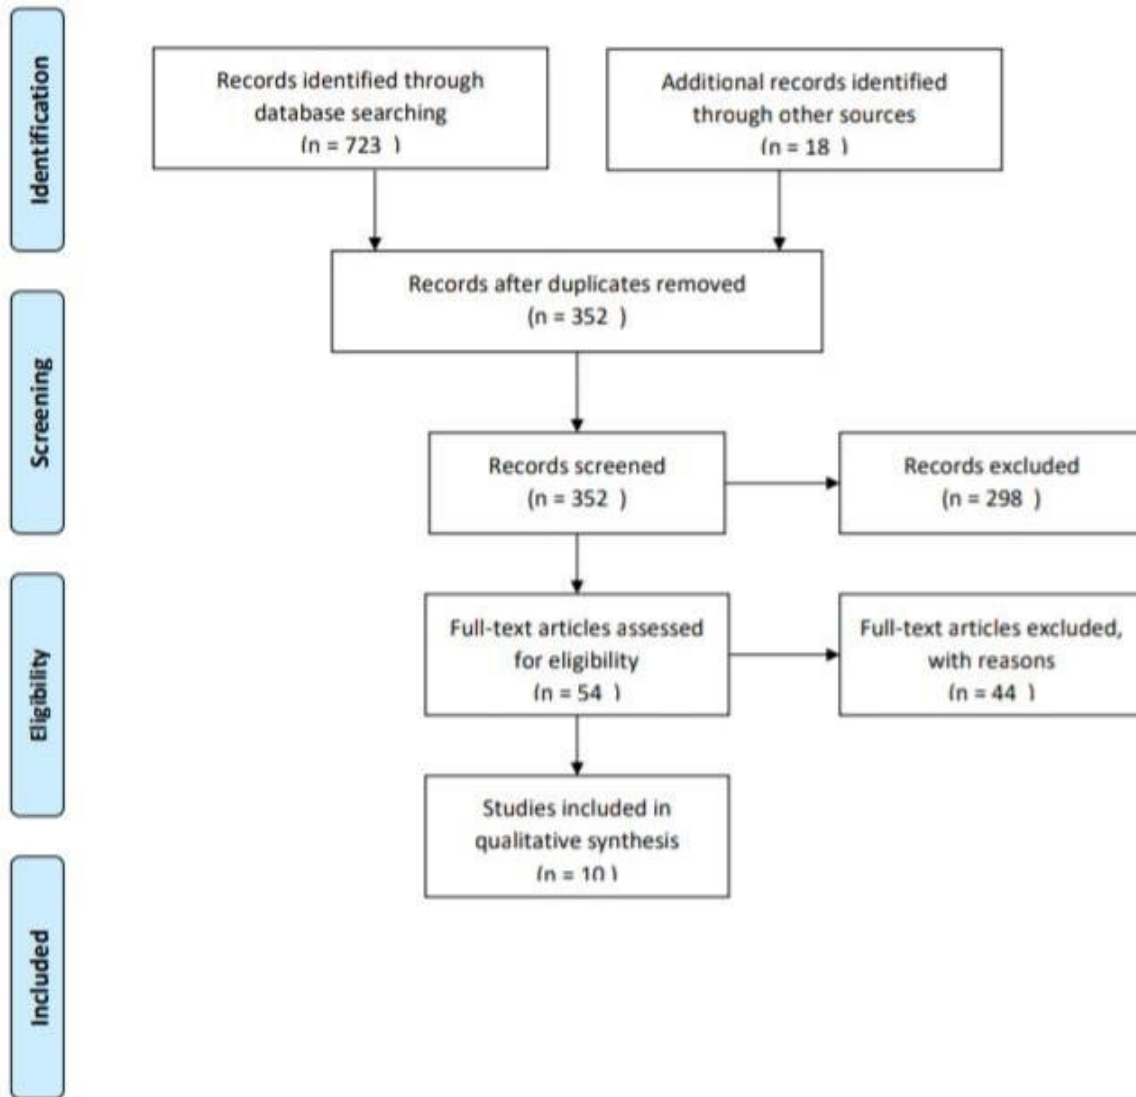 Identification
Records identified through
database searching
(n = 723 )
Additional records identified
through other sources
(n = 18 )
Records after duplicates removed
(n = 352 )
Screening
Records screened
(n = 352 )
Records excluded
(n = 298 )
Eligibility
Full-text articles assessed
for eligibility
(n = 54 )
Full-text articles excluded,
with reasons
(n = 44 )
Studies included in
qualitative synthesis
(n = 10 )
Included